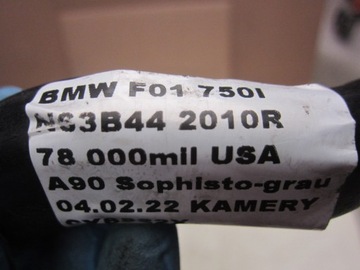 BMW F01 750I
N63B44 2010R
78 000mil USA
A90 Sophisto-grau
04.02.22 KAMERY